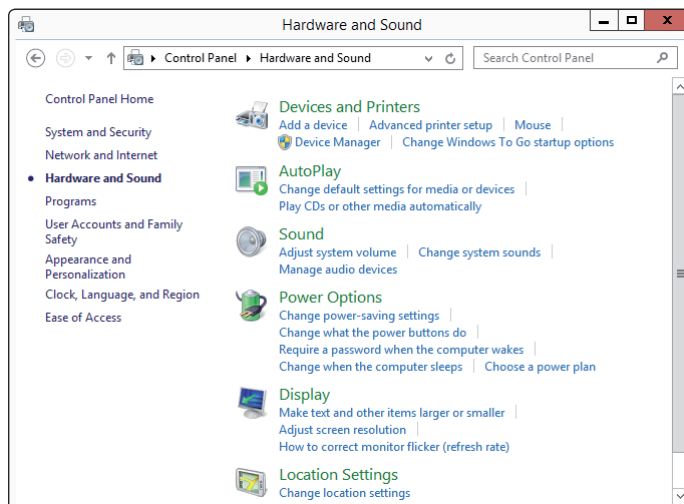 Hardware and Sound
Control Panel Hardware and Sound
Search Control Panel
Control Panel Home
System and Security
Network and Internet
Hardware and Sound
Programs
User Accounts and Family
Safety
Appearance and
Personalization
Clock, Language, and Region
Ease of Access
Devices and Printers
Add a device Advanced printer setup Mouse
Device Manager Change Windows To Go startup options
AutoPlay
Change default settings for media or devices
Play CDs or other media automatically
Sound
Adjust system volume Change system sounds
Manage audio devices
Power Options
Change power-saving settings
Change what the power buttons do
Require a password when the computer wakes
Change when the computer sleeps Choose a power plan
Display
Make text and other items larger or smaller
Adjust screen resolution
How to correct monitor flicker (refresh rate)
Location Settings
Change location settings